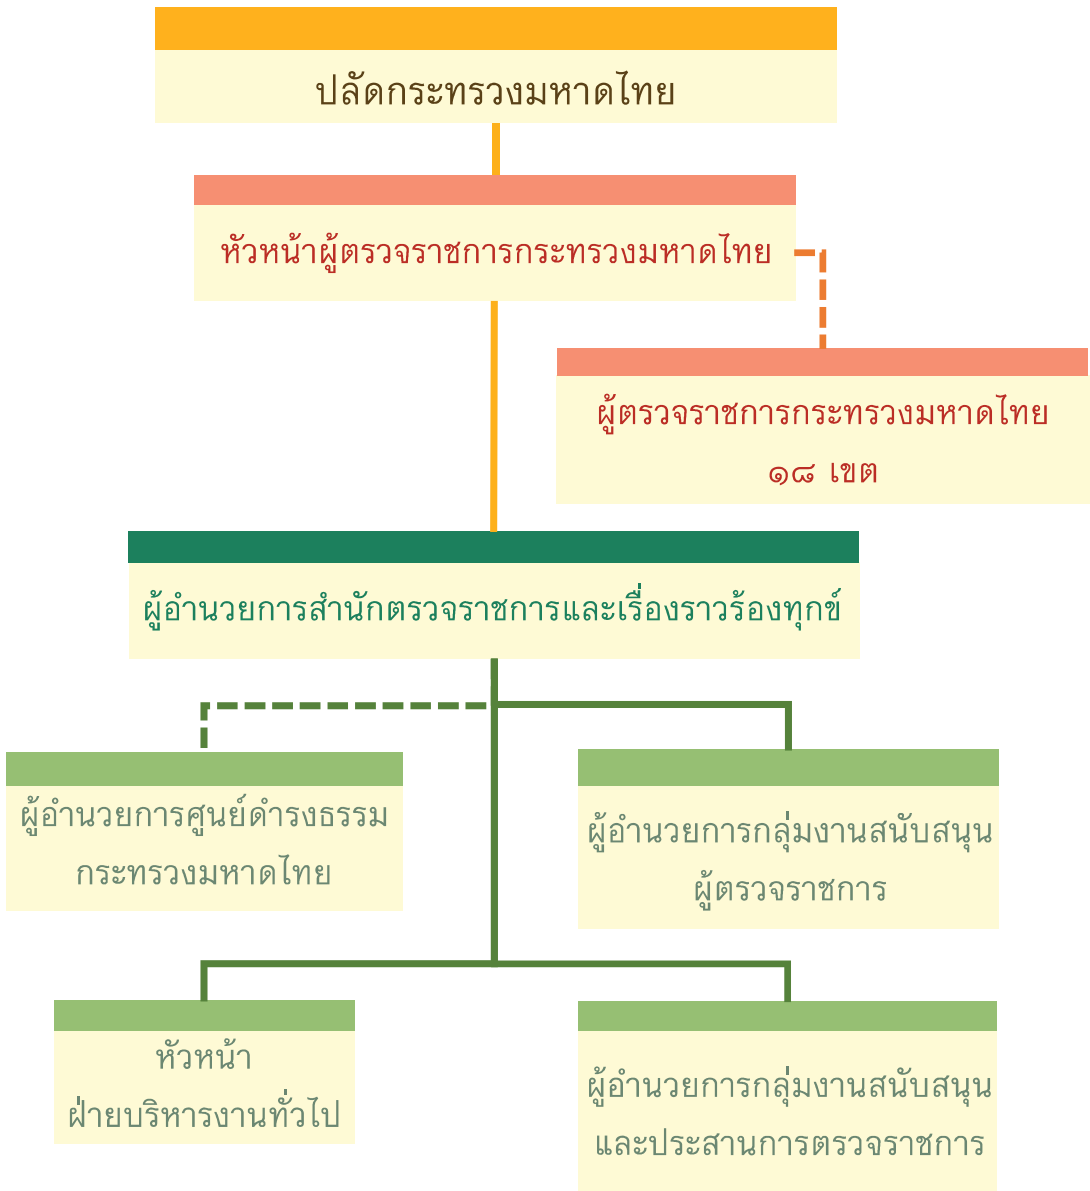 ปลัดกระทรวงมหาดไทย
หัวหน้าผู้ตรวจราชการกระทรวงมหาดไทย
ผู้ตรวจราชการกระทรวงมหาดไทย
๑๘ เขต
ผู้อำนวยการสำนักตรวจราชการและเรื่องราวร้องทุกข์
ผู้อำนวยการศูนย์ดำรงธรรม
กระทรวงมหาดไทย
ผู้อำนวยการกลุ่มงานสนับสนุน
ผู้ตรวจราชการ
หัวหน้า
ฝ่ายบริหารงานทั่วไป
ผู้อำนวยการกลุ่มงานสนับสนุน
และประสานการตรวจราชการ